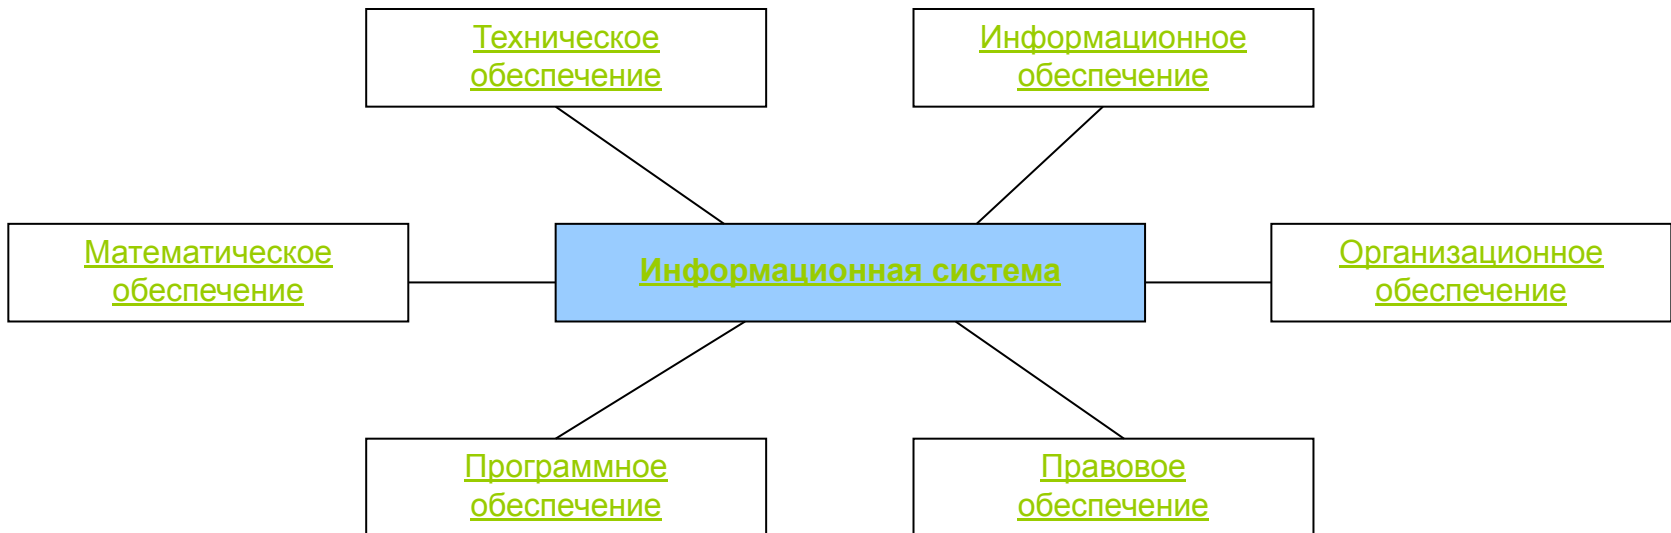 Техническое
обеспечение
Информационное
обеспечение
Математическое
обеспечение
Информационная система
Организационное
обеспечение
Программное
обеспечение
Правовое
обеспечение